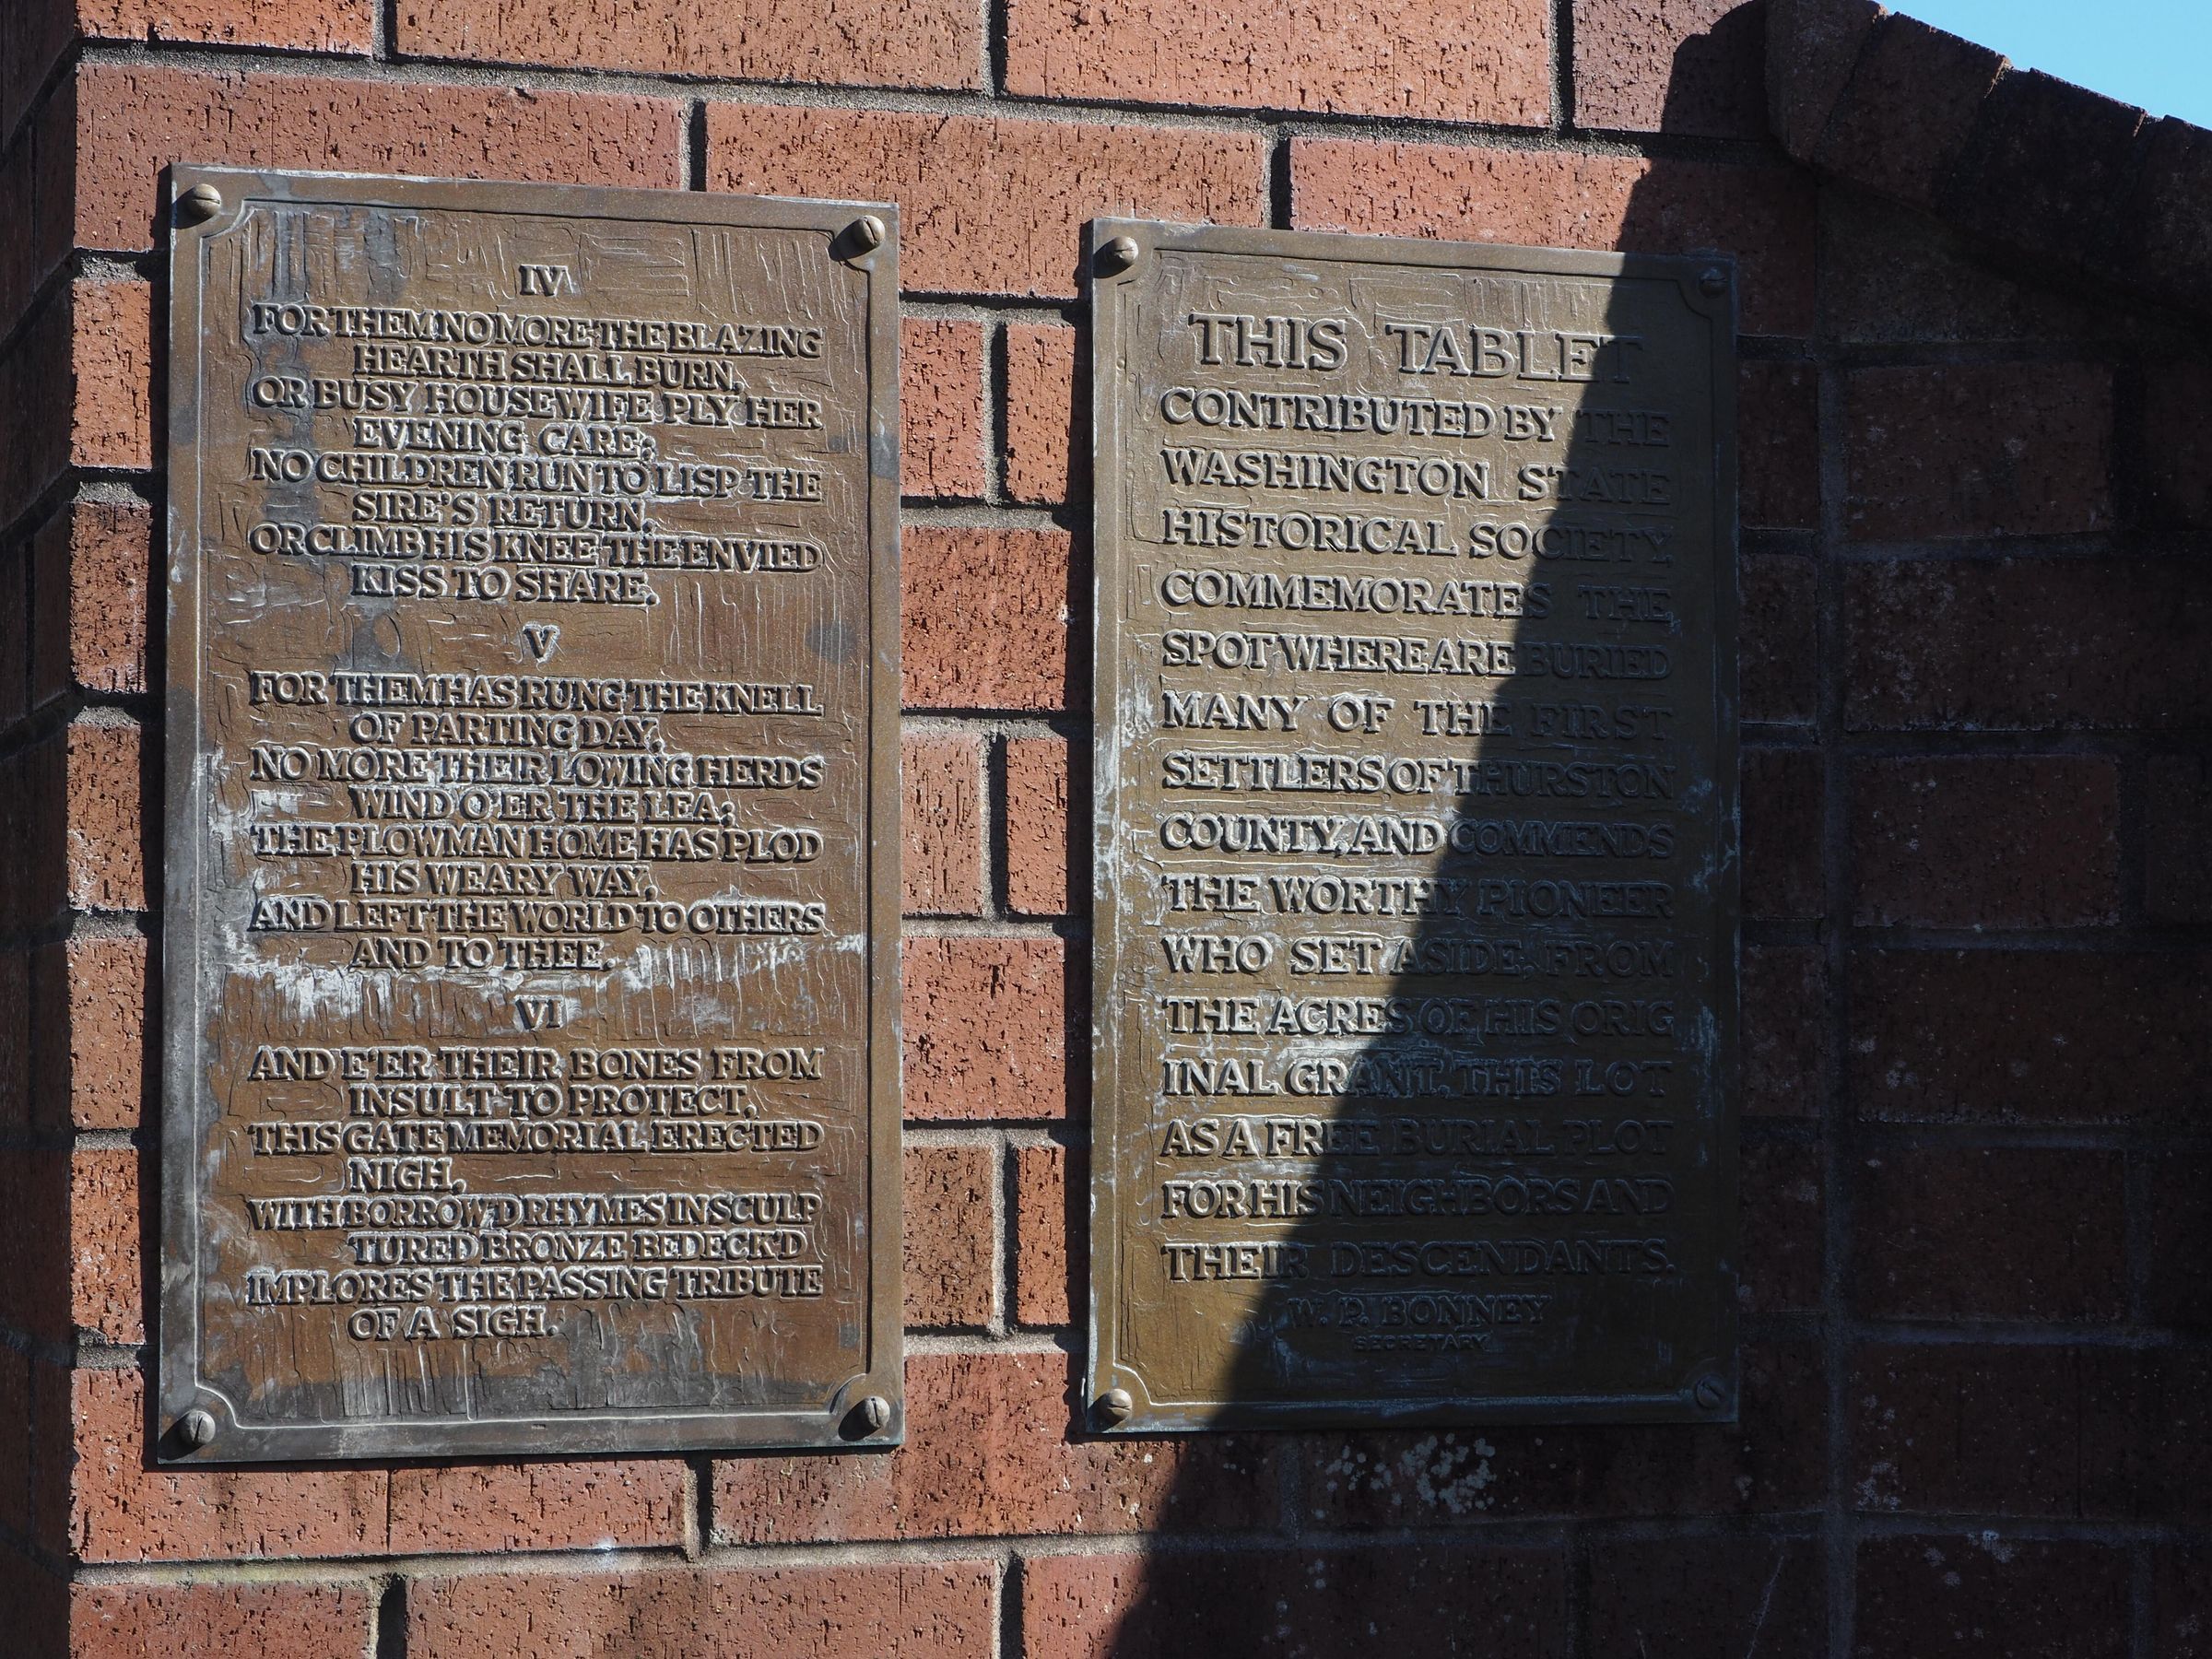 IV
FOR THEM NO MORE THE BLAZING
HEARTH SHALL BURN,
OR BUSY HOUSEWIFE PLY HER
EVENING CARE;
NO CHILDREN RUN TO LISP THE
SIRE'S RETURN,
OR CLIMB HIS KNEE THE ENVIED
KISS TO SHARE.
V
FOR THEM HAS RUNG THE KNELL
OF PARTING DAY,
NO MORE THEIR LOWING HERDS
WIND O'ER THE LEA;
THE PLOWMAN HOME HAS PLOD
HIS WEARY WAY,
AND LEFT THE WORLD TO OTHERS
AND TO THEE.
VI
AND E'ER THEIR BONES FROM
INSULT TO PROTECT,
THIS GATE MEMORIAL ERECTED
NIGH,
WITH BORROW'D RHYMES IN SCULP
TURED BRONZE BEDECK'D
IMPLORES THE PASSING TRIBUTE
OF A SIGH.
THIS TABLET
CONTRIBUTED BY THE
WASHINGTON STATE
HISTORICAL SOCIETY,
COMMEMORATES THE
SPOT WHERE ARE BURIED
MANY OF THE FIRST
SETTLERS OF THURSTON
COUNTY, AND COMMENDS
THE WORTHY PIONEER
WHO SET ASIDE, FROM
THE ACRES OF HIS ORIG
INAL GRANT, THIS LOT
AS A FREE BURIAL PLOT
FOR HIS NEIGHBORS AND
THEIR DESCENDANTS.
W. P. BONNEY
SECRETARY